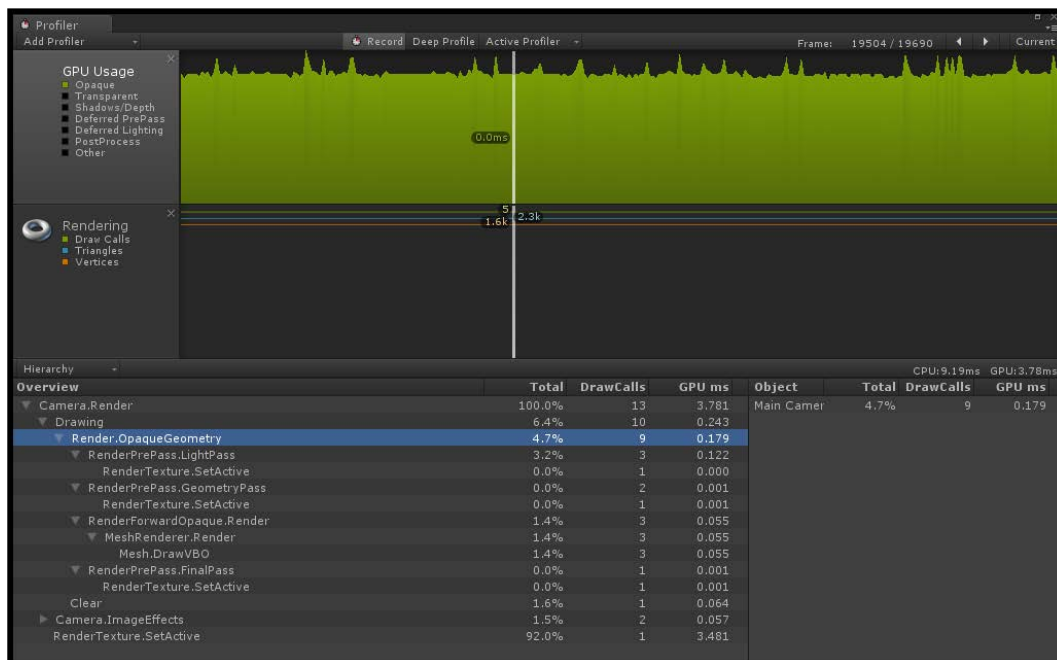 Profiler
Add Profiler Record Deep Profile Active Profiler Frame: 19504 / 19690 Current
GPU Usage
Opaque
Transparent
Shadows/Depth
Deferred PrePass
Deferred Lighting
PostProcess
Other
0.0ms
Rendering
Draw Calls
Triangles
Vertices
5
1.6k 2.3k
Hierarchy CPU:9.19ms GPU:3.78ms
Overview Total DrawCalls GPU ms Object Total DrawCalls GPU ms
Camera.Render 100.0% 13 3.781 Main Camer 4.7% 9 0.179
Drawing 6.4% 10 0.243
Render.OpaqueGeometry 4.7% 9 0.179
RenderPrePass.LightPass 3.2% 3 0.122
RenderTexture.SetActive 0.0% 1 0.000
RenderPrePass.GeometryPass 0.0% 2 0.001
RenderTexture.SetActive 0.0% 1 0.001
RenderForwardOpaque.Render 1.4% 3 0.055
MeshRenderer.Render 1.4% 3 0.055
Mesh.DrawVBO 1.4% 3 0.055
RenderPrePass.FinalPass 0.0% 1 0.001
RenderTexture.SetActive 0.0% 1 0.001
Clear 1.6% 1 0.064
Camera.ImageEffects 1.5% 2 0.057
RenderTexture.SetActive 92.0% 1 3.481